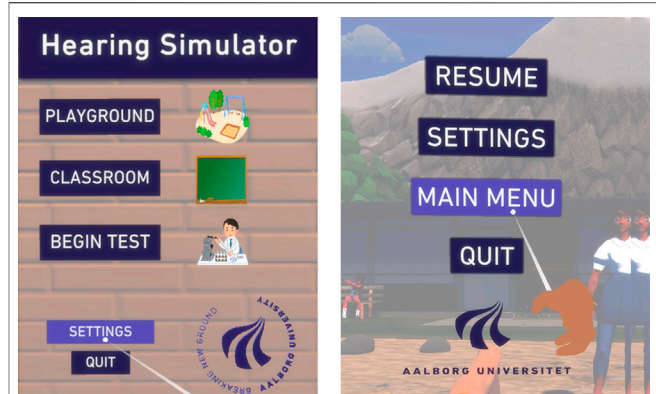 Hearing Simulator
PLAYGROUND
CLASSROOM
BEGIN TEST
SETTINGS
QUIT
BREAKING NEW GROUND
AALBORG UNIVERSITY
RESUME
SETTINGS
MAIN MENU
QUIT
AALBORG UNIVERSITET